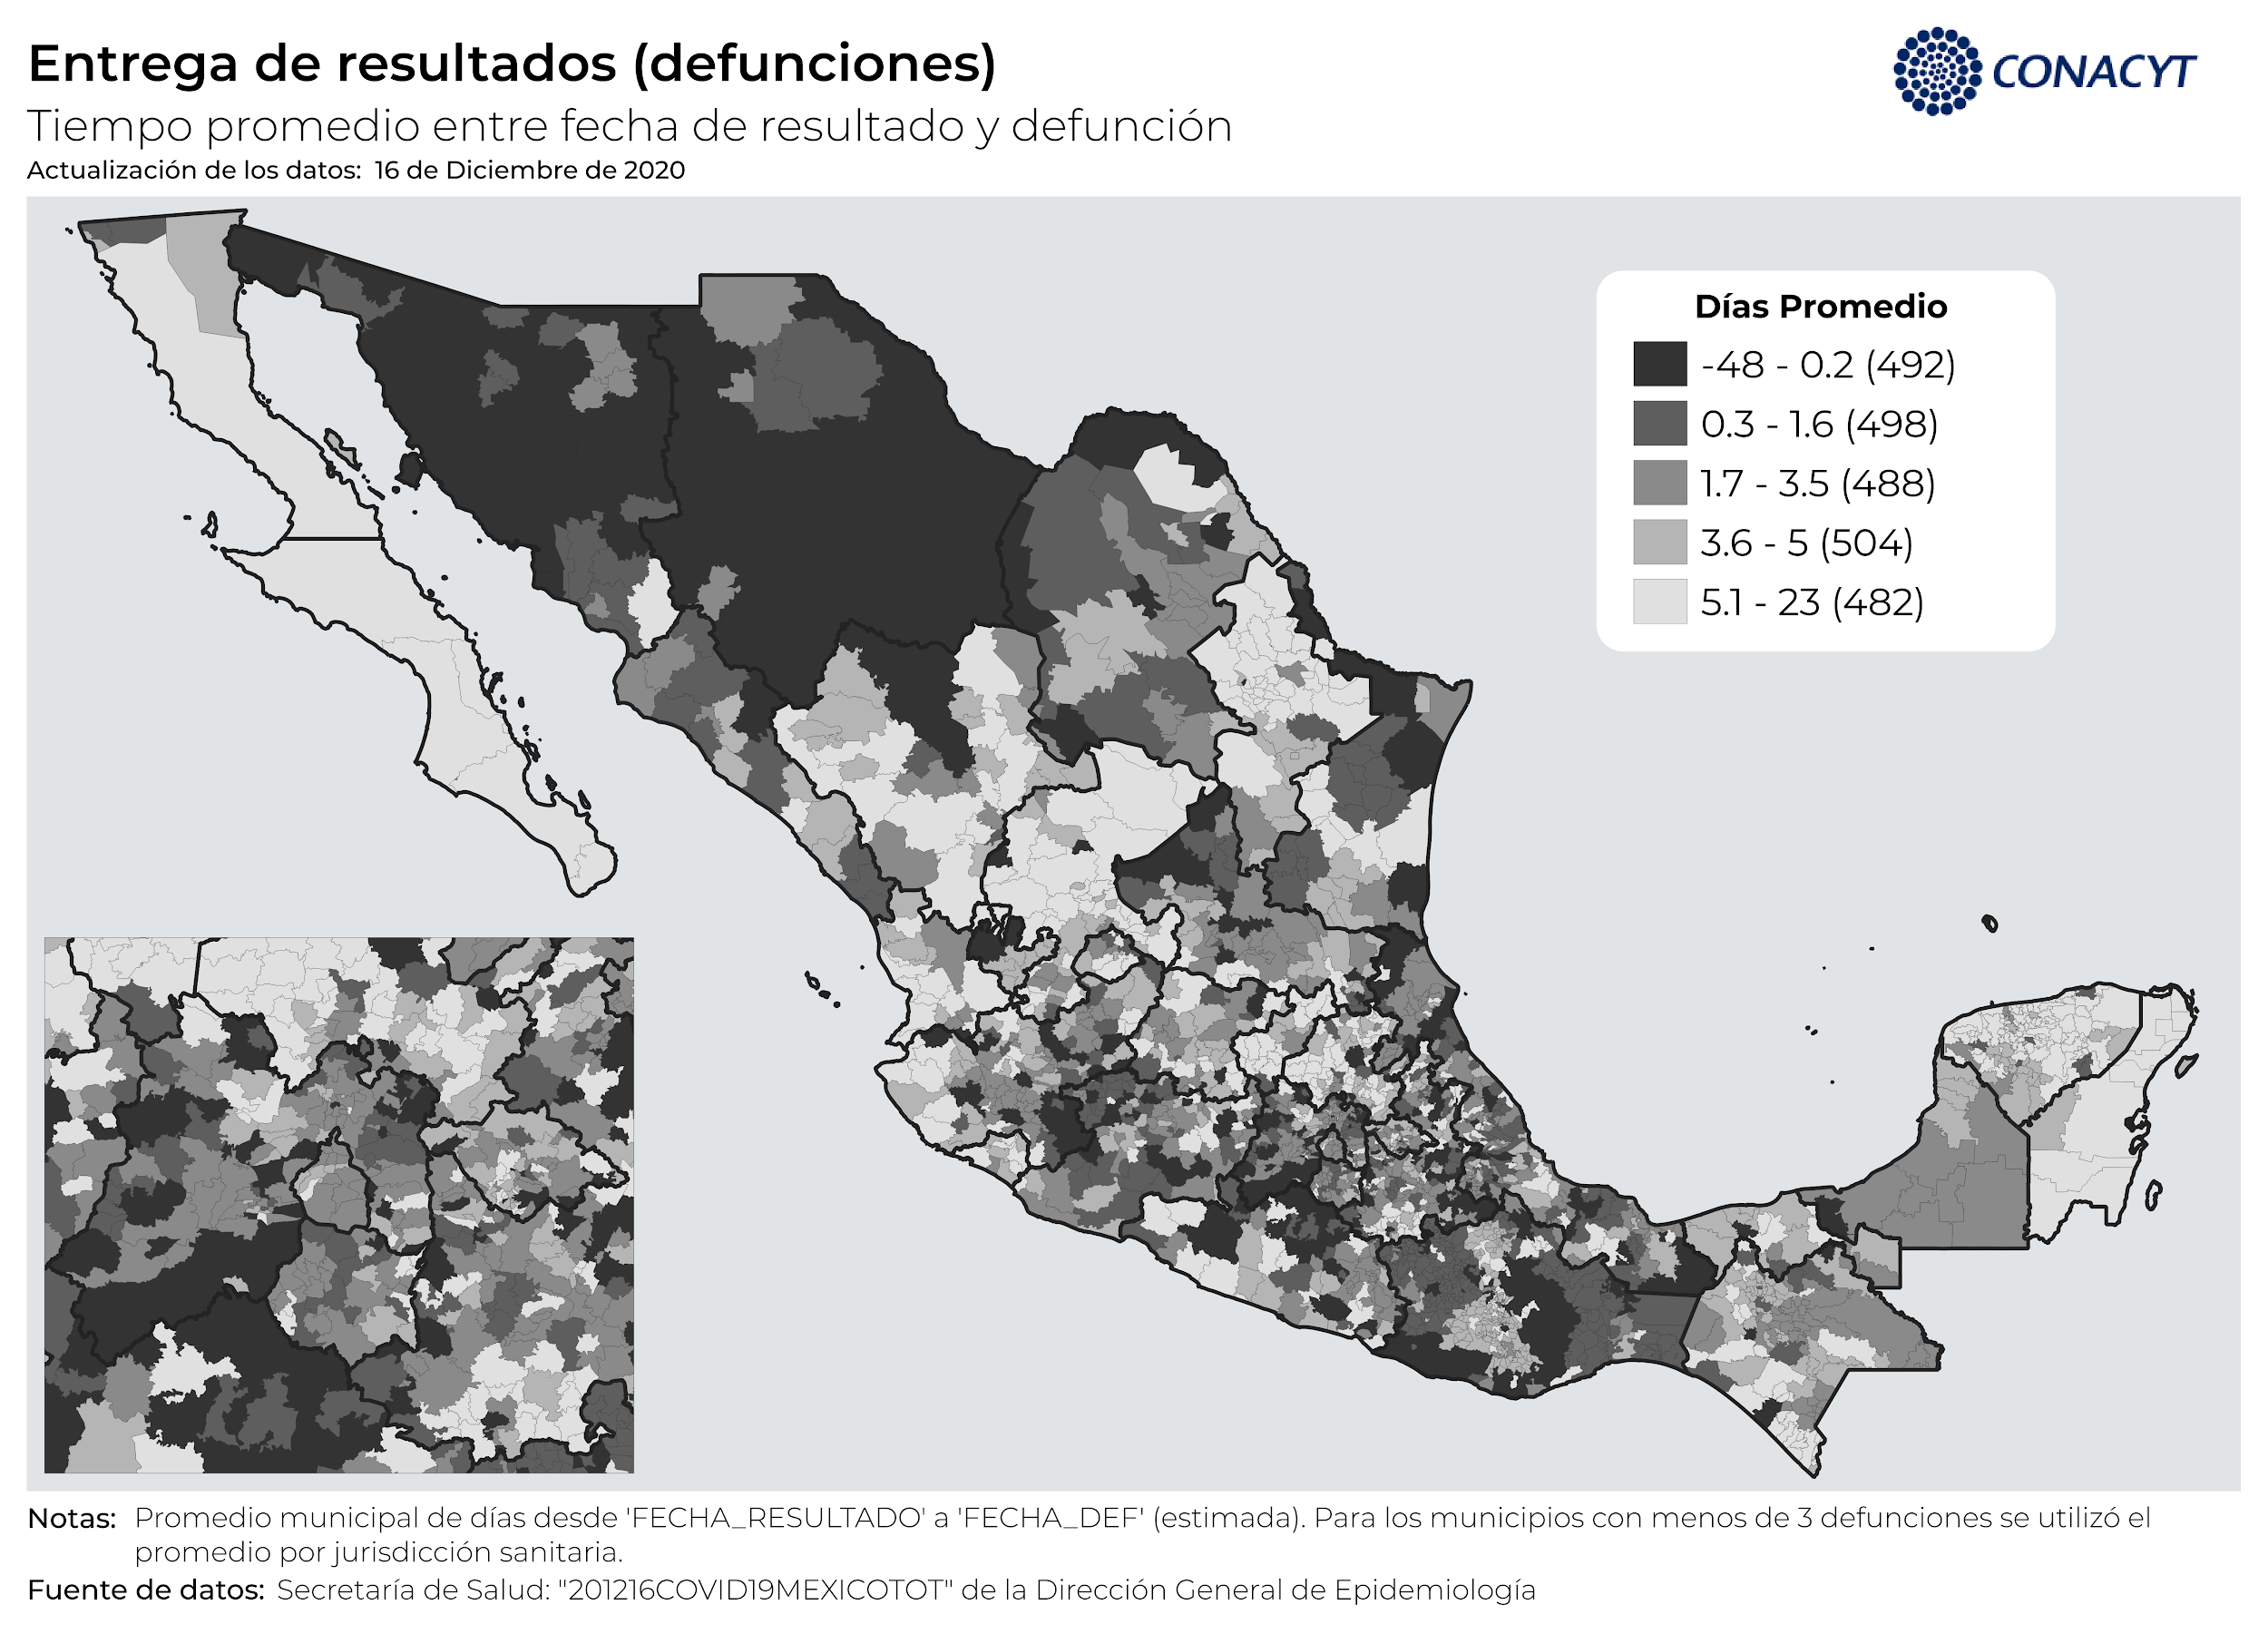 Entrega de resultados (defunciones)
Tiempo promedio entre fecha de resultado y defunción
Actualización de los datos: 16 de Diciembre de 2020
CONACYT
Días Promedio
-48 - 0.2 (492)
0.3 - 1.6 (498)
1.7 - 3.5 (488)
3.6 - 5 (504)
5.1 - 23 (482)
Notas: Promedio municipal de días desde 'FECHA_RESULTADO' a 'FECHA_DEF' (estimada). Para los municipios con menos de 3 defunciones se utilizó el
promedio por jurisdicción sanitaria.
Fuente de datos: Secretaría de Salud: "201216COVID19MEXICOTOT" de la Dirección General de Epidemiología